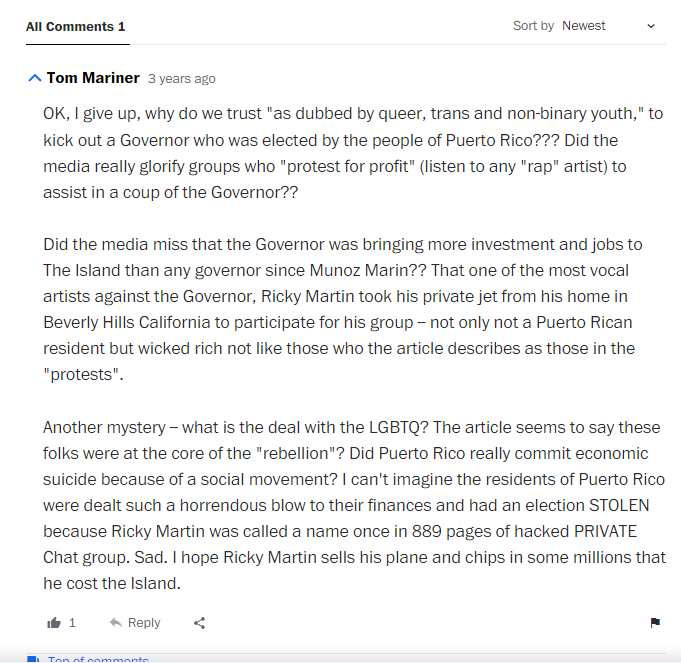 All Comments 1
Sort by Newest
Tom Mariner 3 years ago
OK, I give up, why do we trust "as dubbed by queer, trans and non-binary youth," to
kick out a Governor who was elected by the people of Puerto Rico??? Did the
media really glorify groups who "protest for profit" (listen to any "rap" artist) to
assist in a coup of the Governor??
Did the media miss that the Governor was bringing more investment and jobs to
The Island than any governor since Munoz Marin?? That one of the most vocal
artists against the Governor, Ricky Martin took his private jet from his home in
Beverly Hills California to participate for his group – not only not a Puerto Rican
resident but wicked rich not like those who the article describes as those in the
"protests".
Another mystery – what is the deal with the LGBTQ? The article seems to say these
folks were at the core of the "rebellion"? Did Puerto Rico really commit economic
suicide because of a social movement? I can't imagine the residents of Puerto Rico
were dealt such a horrendous blow to their finances and had an election STOLEN
because Ricky Martin was called a name once in 889 pages of hacked PRIVATE
Chat group. Sad. I hope Ricky Martin sells his plane and chips in some millions that
he cost the Island.
1 Reply
Top of comments